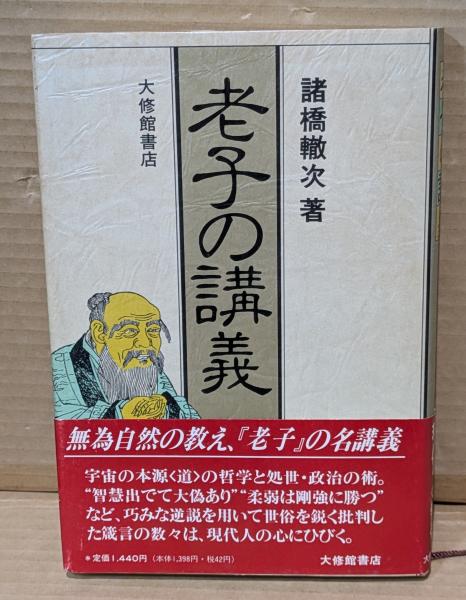 諸橋轍次 著
老子の講義
大修館書店
無為自然の教え、『老子』の名講義
宇宙の本源〈道〉の哲学と処世・政治の術。
“智慧出でて大偽あり”“柔弱は剛強に勝つ”
など、巧みな逆説を用いて世俗を鋭く批判し
た箴言の数々は、現代人の心にひびく。
*定価1,440円(本体1,398円・税42円)
大修館書店